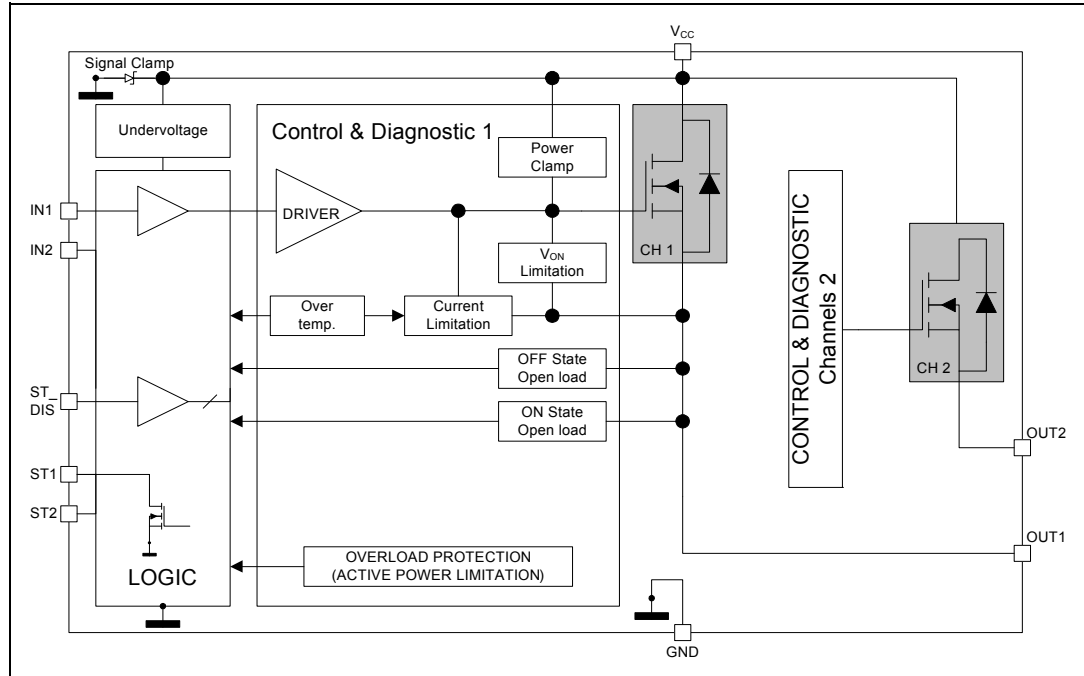 VCC
Signal Clamp
Undervoltage
Control & Diagnostic 1
Power
Clamp
IN1
DRIVER
IN2
CH 1
VON
Limitation
Over
temp.
Current
Limitation
CONTROL & DIAGNOSTIC
Channels 2
CH 2
OFF State
Open load
ST_
DIS
ON State
Open load
OUT2
ST1
ST2
OVERLOAD PROTECTION
(ACTIVE POWER LIMITATION)
LOGIC
OUT1
GND